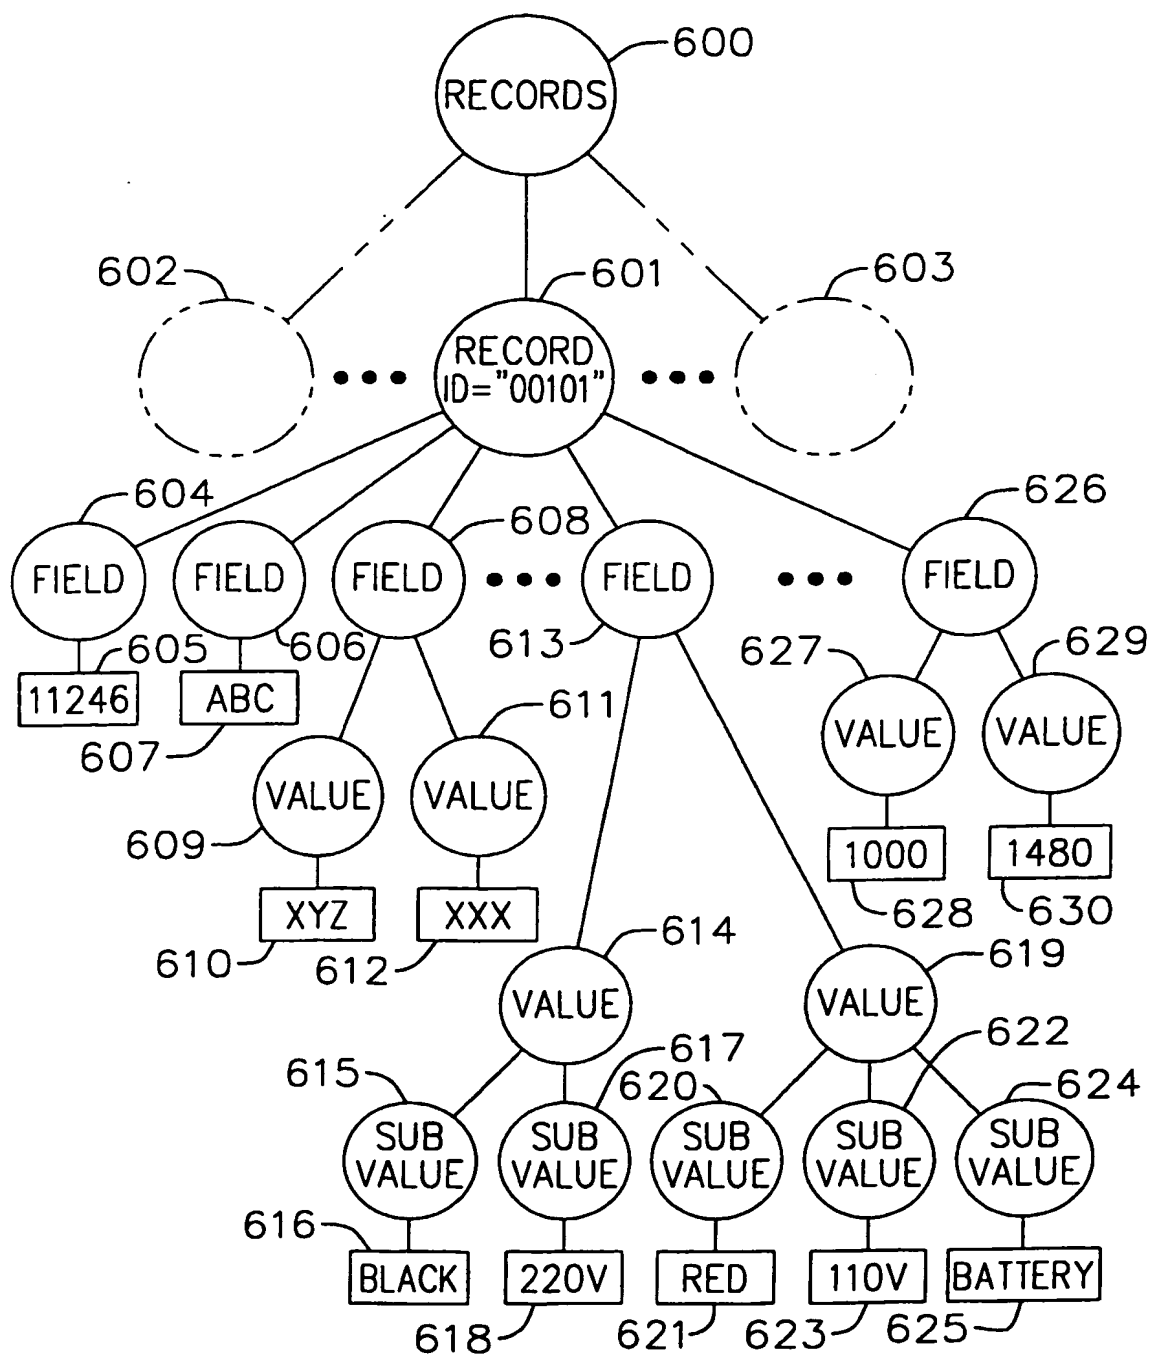 600
RECORDS
602
601
603
RECORD
ID="00101"
604
608
626
FIELD
FIELD
FIELD
FIELD
FIELD
605
606
613
627
629
11246
ABC
611
607
VALUE
VALUE
VALUE
VALUE
609
1000
1480
XYZ
XXX
628
630
610
612
614
619
VALUE
VALUE
622
615
617
620
624
SUB
VALUE
SUB
VALUE
SUB
VALUE
SUB
VALUE
SUB
VALUE
616
BLACK
220V
RED
110V
BATTERY
618
621
623
625